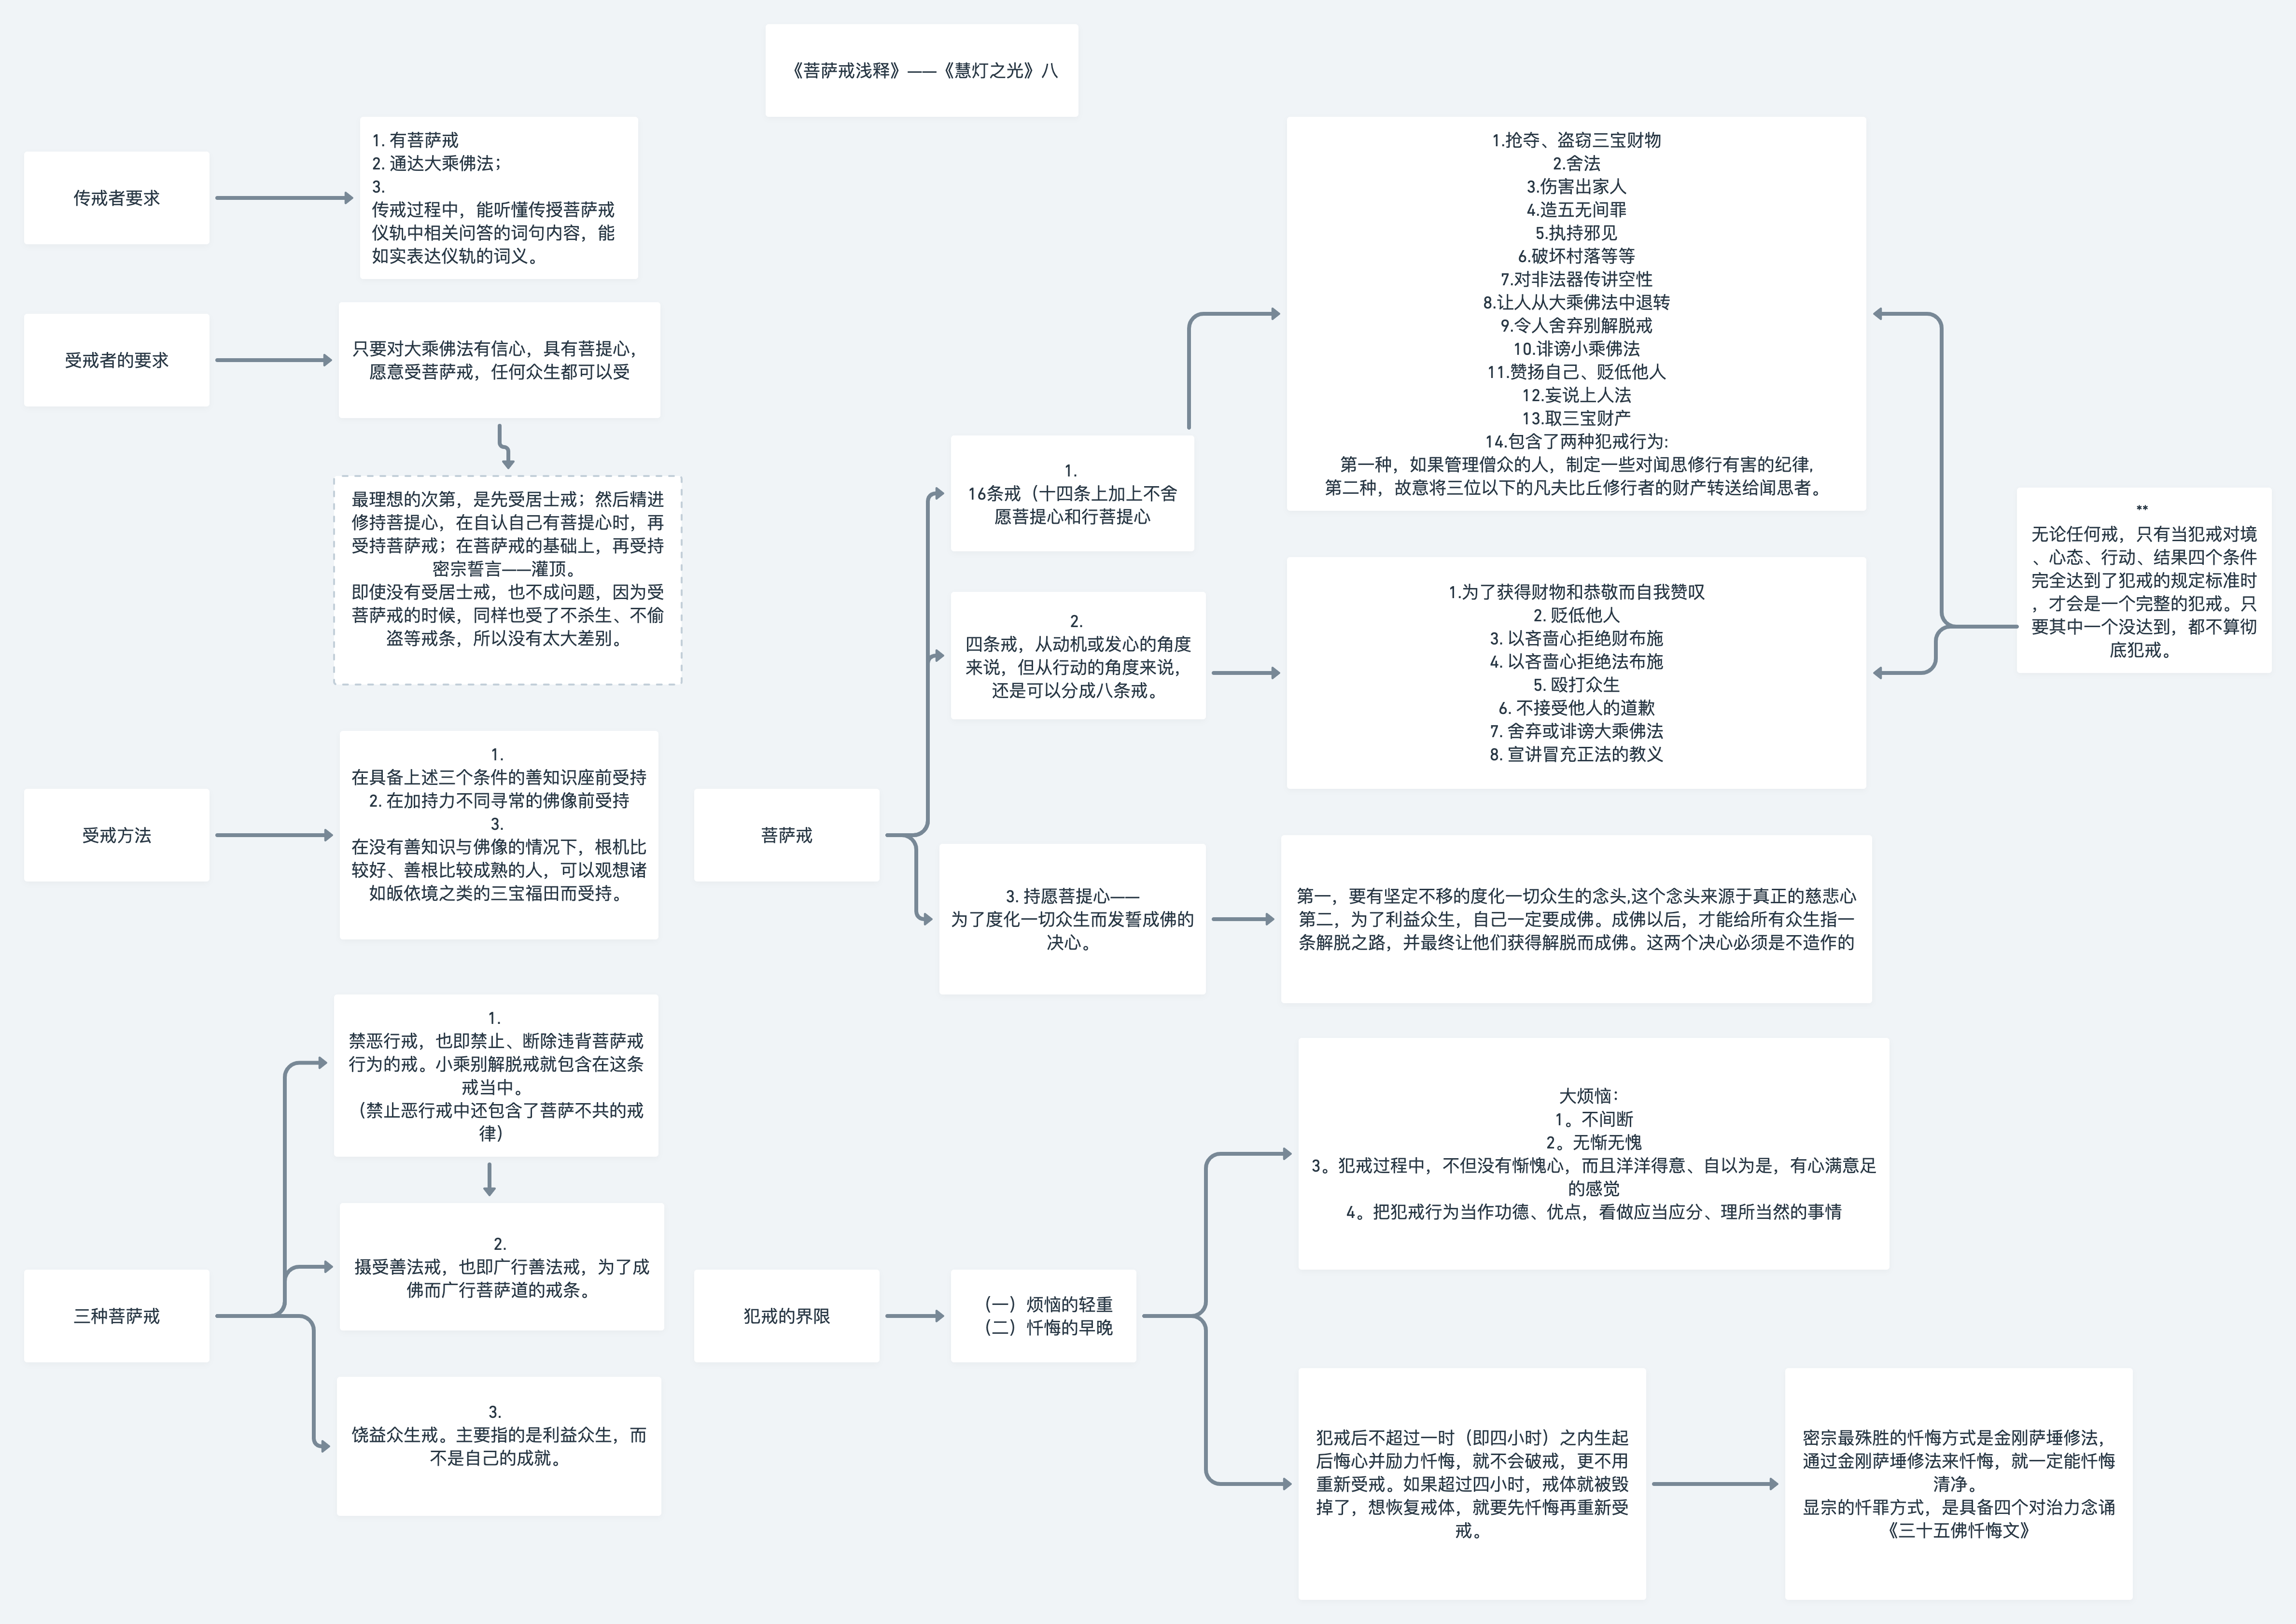 《菩萨戒浅释》——《慧灯之光》八
传戒者要求
1. 有菩萨戒
2. 通达大乘佛法；
3.
传戒过程中，能听懂传授菩萨戒
仪轨中相关问答的词句内容，能
如实表达仪轨的词义。
受戒者的要求
只要对大乘佛法有信心，具有菩提心，
愿意受菩萨戒，任何众生都可以受
最理想的次第，是先受居士戒；然后精进
修持菩提心，在自认自己有菩提心时，再
受持菩萨戒；在菩萨戒的基础上，再受持
密宗誓言——灌顶。
即使没有受居士戒，也不成问题，因为受
菩萨戒的时候，同样也受了不杀生、不偷
盗等戒条，所以没有太大差别。
受戒方法
1.
在具备上述三个条件的善知识座前受持
2. 在加持力不同寻常的佛像前受持
3.
在没有善知识与佛像的情况下，根机比
较好、善根比较成熟的人，可以观想诸
如皈依境之类的三宝福田而受持。
三种菩萨戒
1.
禁恶行戒，也即禁止、断除违背菩萨戒
行为的戒。小乘别解脱戒就包含在这条
戒当中。
（禁止恶行戒中还包含了菩萨不共的戒
律）
2.
摄受善法戒，也即广行善法戒，为了成
佛而广行菩萨道的戒条。
3.
饶益众生戒。主要指的是利益众生，而
不是自己的成就。
菩萨戒
1.
16条戒（十四条上加上不舍
愿菩提心和行菩提心
1.抢夺、盗窃三宝财物
2.舍法
3.伤害出家人
4.造五无间罪
5.执持邪见
6.破坏村落等等
7.对非法器传讲空性
8.让人从大乘佛法中退转
9.令人舍弃别解脱戒
10.诽谤小乘佛法
11.赞扬自己、贬低他人
12.妄说上人法
13.取三宝财产
14.包含了两种犯戒行为:
第一种，如果管理僧众的人，制定一些对闻思修行有害的纪律，
第二种，故意将三位以下的凡夫比丘修行者的财产转送给闻思者。
2.
四条戒，从动机或发心的角度
来说，但从行动的角度来说，
还是可以分成八条戒。
1.为了获得财物和恭敬而自我赞叹
2. 贬低他人
3. 以吝啬心拒绝财布施
4. 以吝啬心拒绝法布施
5. 殴打众生
6. 不接受他人的道歉
7. 舍弃或诽谤大乘佛法
8. 宣讲冒充正法的教义
**
无论任何戒，只有当犯戒对境
、心态、行动、结果四个条件
完全达到了犯戒的规定标准时
，才会是一个完整的犯戒。只
要其中一个没达到，都不算彻
底犯戒。
3. 持愿菩提心——
为了度化一切众生而发誓成佛的
决心。
第一，要有坚定不移的度化一切众生的念头,这个念头来源于真正的慈悲心
第二，为了利益众生，自己一定要成佛。成佛以后，才能给所有众生指一
条解脱之路，并最终让他们获得解脱而成佛。这两个决心必须是不造作的
犯戒的界限
（一）烦恼的轻重
（二）忏悔的早晚
大烦恼：
1。不间断
2。无惭无愧
3。犯戒过程中，不但没有惭愧心，而且洋洋得意、自以为是，有心满意足
的感觉
4。把犯戒行为当作功德、优点，看做应当应分、理所当然的事情
犯戒后不超过一时（即四小时）之内生起
后悔心并励力忏悔，就不会破戒，更不用
重新受戒。如果超过四小时，戒体就被毁
掉了，想恢复戒体，就要先忏悔再重新受
戒。
密宗最殊胜的忏悔方式是金刚萨埵修法，
通过金刚萨埵修法来忏悔，就一定能忏悔
清净。
显宗的忏罪方式，是具备四个对治力念诵
《三十五佛忏悔文》